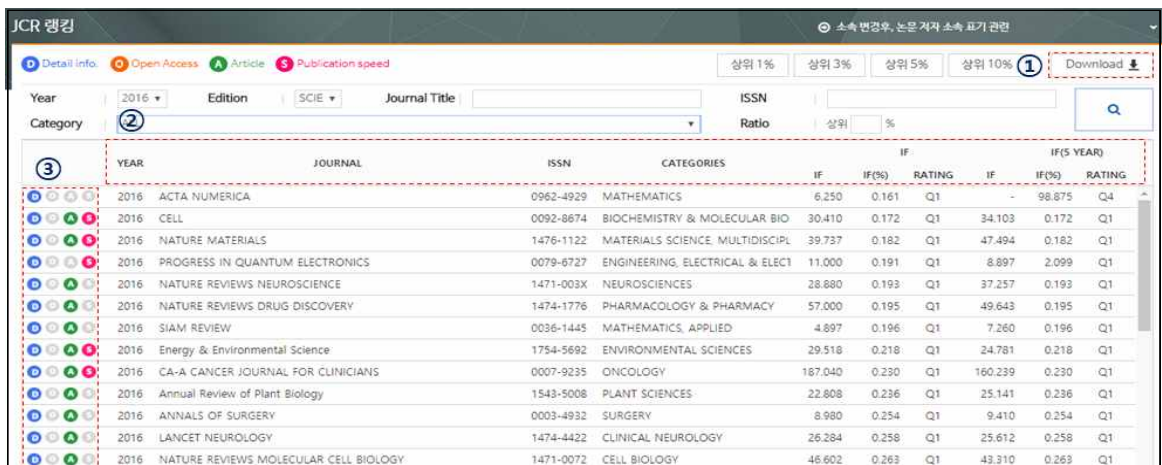 JCR 랭킹
소속 변경후, 논문 저자 소속 표기 관련
D Detail info. O Open Access A Article S Publication speed 상위 1% 상위 3% 상위 5% 상위 10% ① Download
Year 2016 Edition SCIE Journal Title ISSN
Category ② Ratio 상위 %
③ YEAR JOURNAL ISSN CATEGORIES IF IF(5 YEAR)
IF IF(%) RATING IF IF(%) RATING
D O A S 2016 ACTA NUMERICA 0962-4929 MATHEMATICS 6.250 0.161 Q1 - 98.875 Q4
D O A S 2016 CELL 0092-8674 BIOCHEMISTRY & MOLECULAR BIO 30.410 0.172 Q1 34.103 0.172 Q1
D O A S 2016 NATURE MATERIALS 1476-1122 MATERIALS SCIENCE, MULTIDISCIPL 39.737 0.182 Q1 47.494 0.182 Q1
D O A S 2016 PROGRESS IN QUANTUM ELECTRONICS 0079-6727 ENGINEERING, ELECTRICAL & ELECT 11.000 0.191 Q1 8.897 2.099 Q1
D O A S 2016 NATURE REVIEWS NEUROSCIENCE 1471-003X NEUROSCIENCES 28.880 0.193 Q1 37.257 0.193 Q1
D O A S 2016 NATURE REVIEWS DRUG DISCOVERY 1474-1776 PHARMACOLOGY & PHARMACY 57.000 0.195 Q1 49.643 0.195 Q1
D O A S 2016 SIAM REVIEW 0036-1445 MATHEMATICS, APPLIED 4.897 0.196 Q1 7.260 0.196 Q1
D O A S 2016 Energy & Environmental Science 1754-5692 ENVIRONMENTAL SCIENCES 29.518 0.218 Q1 24.781 0.218 Q1
D O A S 2016 CA-A CANCER JOURNAL FOR CLINICIANS 0007-9235 ONCOLOGY 187.040 0.230 Q1 160.239 0.230 Q1
D O A S 2016 Annual Review of Plant Biology 1543-5008 PLANT SCIENCES 22.808 0.236 Q1 25.141 0.236 Q1
D O A S 2016 ANNALS OF SURGERY 0003-4932 SURGERY 8.980 0.254 Q1 9.410 0.254 Q1
D O A S 2016 LANCET NEUROLOGY 1474-4422 CLINICAL NEUROLOGY 26.284 0.258 Q1 25.612 0.258 Q1
D O A S 2016 NATURE REVIEWS MOLECULAR CELL BIOLOGY 1471-0072 CELL BIOLOGY 46.602 0.263 Q1 43.310 0.263 Q1